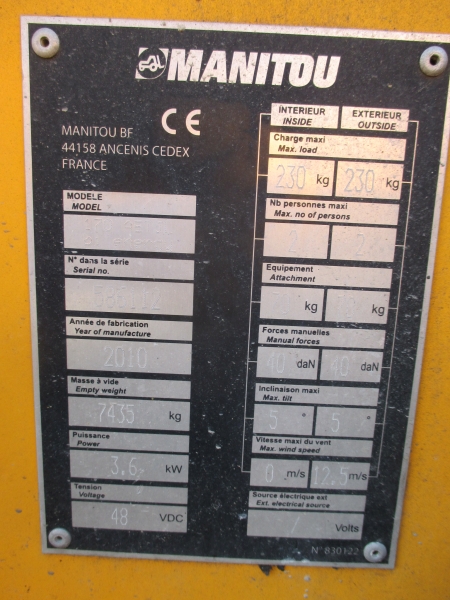 MANITOU
MANITOU BF
44158 ANCENIS CEDEX
FRANCE
CE
MODELE
MODEL
N° dans la série
Serial no.
Année de fabrication
Year of manufacture
2010
Masse à vide
Empty weight
7435 kg
Puissance
Power
3.6 kW
Tension
Voltage
48 VDC
INTERIEUR EXTERIEUR
INSIDE OUTSIDE
Charge maxi
Max. load
230 kg 230 kg
Nb personnes maxi
Max. no of persons
2
Equipement
Attachment
kg kg
Forces manuelles
Manual forces
40 daN 40 daN
Inclinaison maxi
Max. tilt
5 ° 5 °
Vitesse maxi du vent
Max. wind speed
0 m/s 12.5 m/s
Source électrique ext
Ext. electrical source
/ Volts
N° 830122